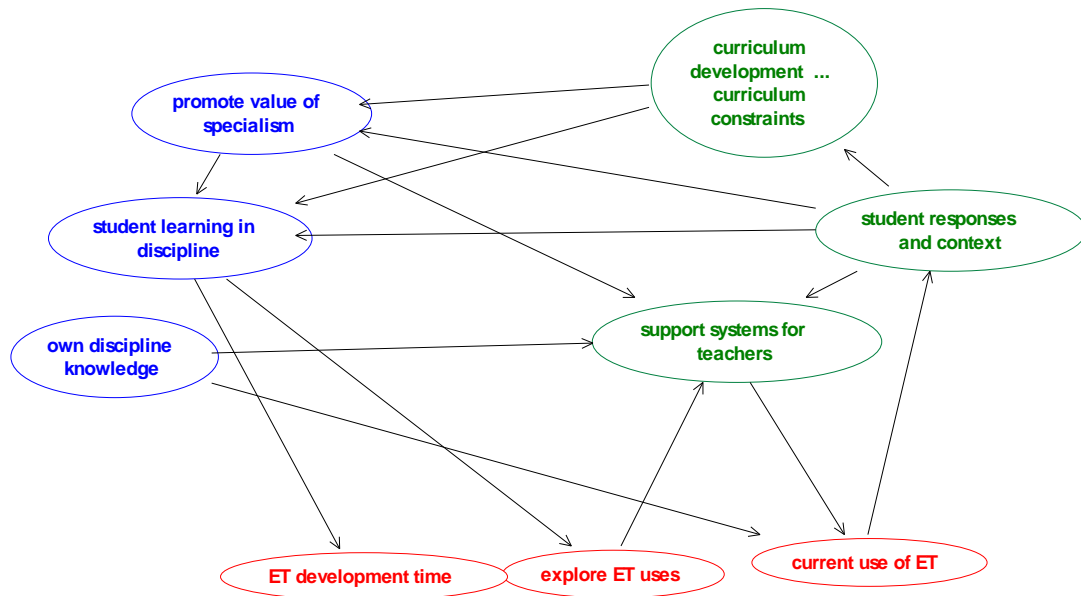 curriculum
development ...
curriculum
constraints
promote value of
specialism
student learning in
discipline
student responses
and context
own discipline
knowledge
support systems for
teachers
ET development time
explore ET uses
current use of ET